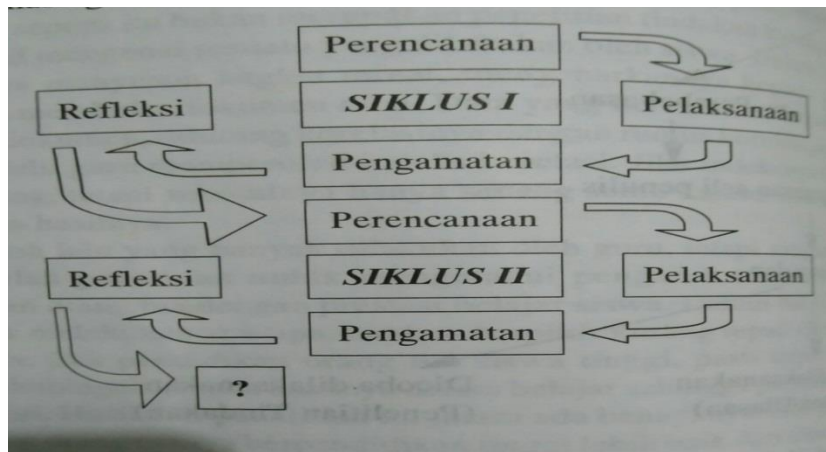 Perencanaan
Refleksi
SIKLUS I
Pelaksanaan
Pengamatan
Perencanaan
Refleksi
SIKLUS II
Pelaksanaan
Pengamatan
?